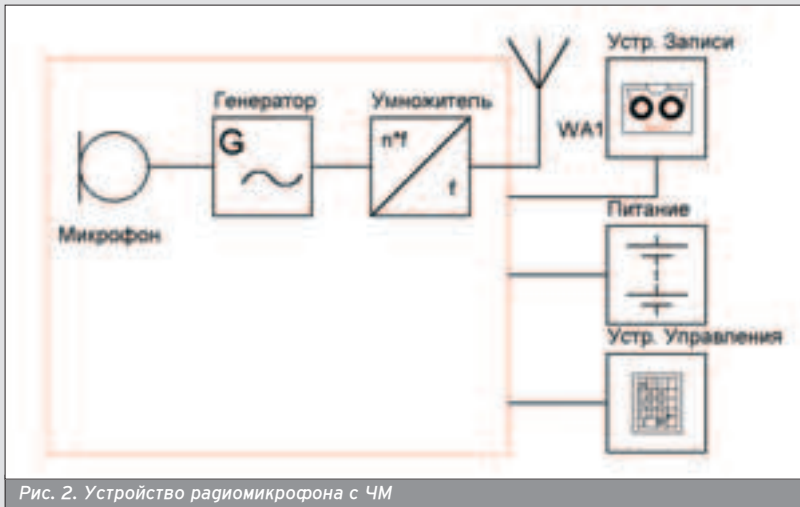 Устр. Записи
Генератор
Умножитель
G
n*f
f
WA1
Микрофон
Питание
Устр. Управления
Рис. 2. Устройство радиомикрофона с ЧМ